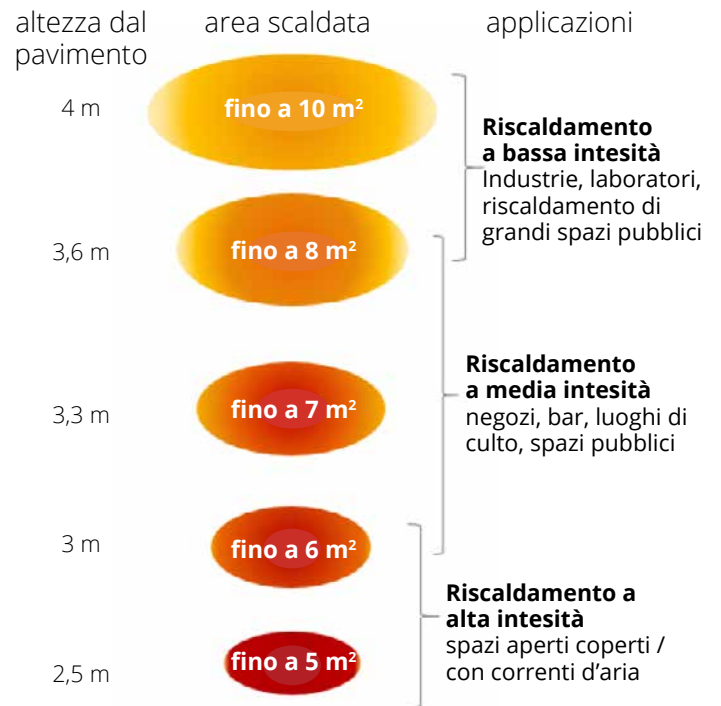 altezza dal
pavimento
area scaldata
applicazioni
4 m
fino a 10 m²
Riscaldamento
a bassa intesità
Industrie, laboratori,
riscaldamento di
grandi spazi pubblici
3,6 m
fino a 8 m²
Riscaldamento
a media intesità
negozi, bar, luoghi di
culto, spazi pubblici
3,3 m
fino a 7 m²
3 m
fino a 6 m²
Riscaldamento a
alta intesità
spazi aperti coperti /
con correnti d’aria
2,5 m
fino a 5 m²